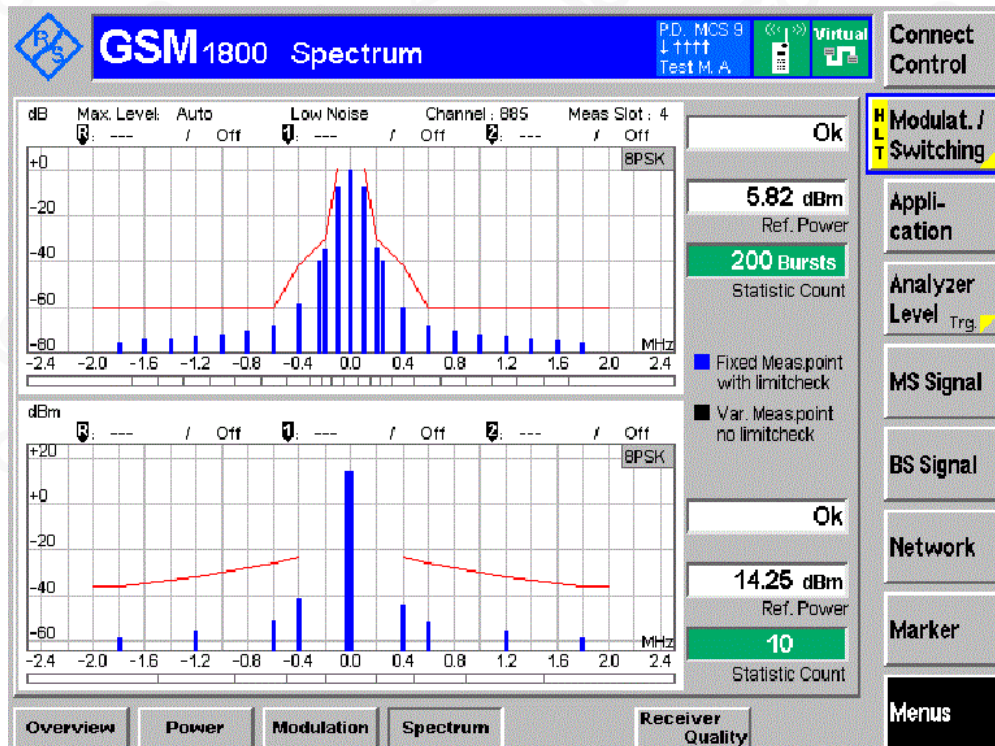 R&S
GSM 1800 Spectrum
P.D. MCS 9
↓ ↑↑↑↑
Test M. A.
Virtual
Connect Control
dB Max. Level: Auto Low Noise Channel : 885 Meas Slot : 4
R: --- / Off 1: --- / Off 2: --- / Off
8PSK
+0
-20
-40
-60
-80
MHz
-2.4 -2.0 -1.6 -1.2 -0.8 -0.4 0.0 0.4 0.8 1.2 1.6 2.0 2.4
Ok
5.82 dBm
Ref. Power
200 Bursts
Statistic Count
Fixed Meas.point
with limitcheck
Var. Meas.point
no limitcheck
dBm
R: --- / Off 1: --- / Off 2: --- / Off
8PSK
+20
+0
-20
-40
-60
MHz
-2.4 -2.0 -1.6 -1.2 -0.8 -0.4 0.0 0.4 0.8 1.2 1.6 2.0 2.4
Ok
14.25 dBm
Ref. Power
10
Statistic Count
HLT
Modulat. /
Switching
Appli-
cation
Analyzer
Level Trg.
MS Signal
BS Signal
Network
Marker
Menus
Overview
Power
Modulation
Spectrum
Receiver
Quality